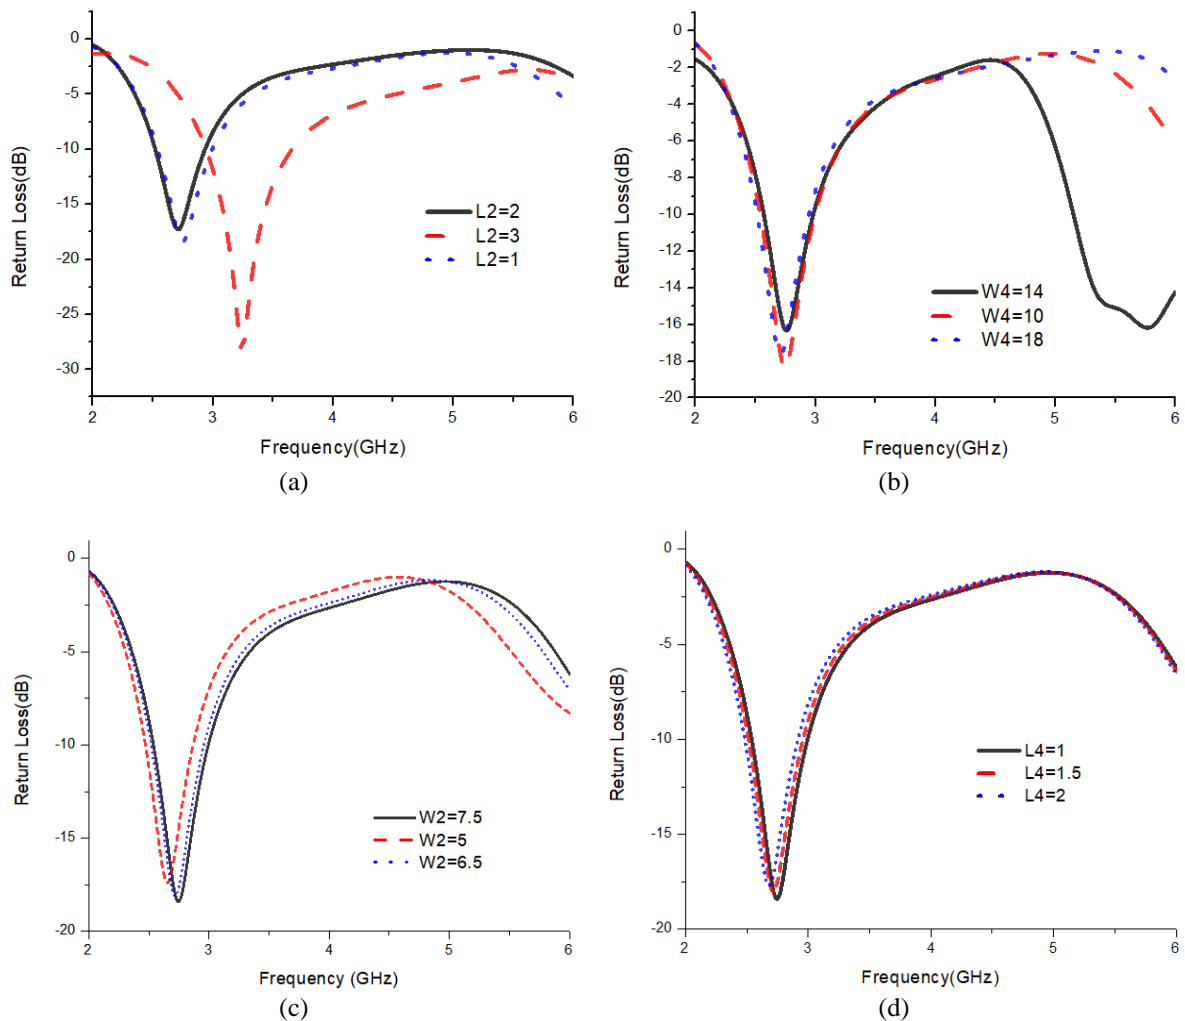 0
-5
-10
-15
-20
-25
-30
Return Loss(dB)
L2=2
L2=3
L2=1
2 3 4 5 6
Frequency(GHz)
(a)
0
-2
-4
-6
-8
-10
-12
-14
-16
-18
-20
Return Loss(dB)
W4=14
W4=10
W4=18
2 3 4 5 6
Frequency(GHz)
(b)
0
-5
-10
-15
-20
Return Loss(dB)
W2=7.5
W2=5
W2=6.5
2 3 4 5 6
Frequency (GHz)
(c)
0
-5
-10
-15
-20
Return Loss(dB)
L4=1
L4=1.5
L4=2
2 3 4 5 6
Frequency(GHz)
(d)